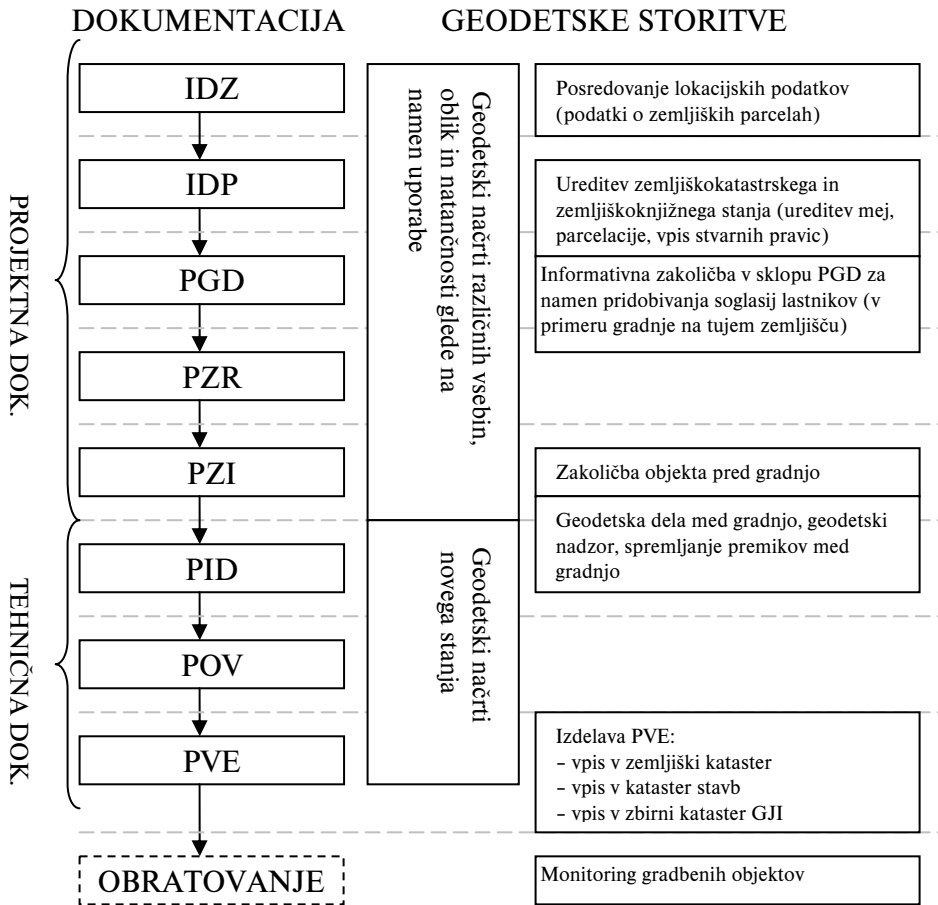 DOKUMENTACIJA
GEODETSKE STORITVE
PROJEKTNA DOK.
TEHNIČNA DOK.
IDZ
IDP
PGD
PZR
PZI
PID
POV
PVE
OBRATOVANJE
Geodetski načrti različnih vsebin,
oblik in natančnosti glede na
namen uporabe
Geodetski načrti
novega stanja
Posredovanje lokacijskih podatkov
(podatki o zemljiških parcelah)
Ureditev zemljiškokatastrskega in
zemljiškoknjižnega stanja (ureditev mej,
parcelacije, vpis stvarnih pravic)
Informativna zakoličba v sklopu PGD za
namen pridobivanja soglasij lastnikov (v
primeru gradnje na tujem zemljišču)
Zakoličba objekta pred gradnjo
Geodetska dela med gradnjo, geodetski
nadzor, spremljanje premikov med
gradnjo
Izdelava PVE:
– vpis v zemljiški kataster
– vpis v kataster stavb
– vpis v zbirni kataster GJI
Monitoring gradbenih objektov